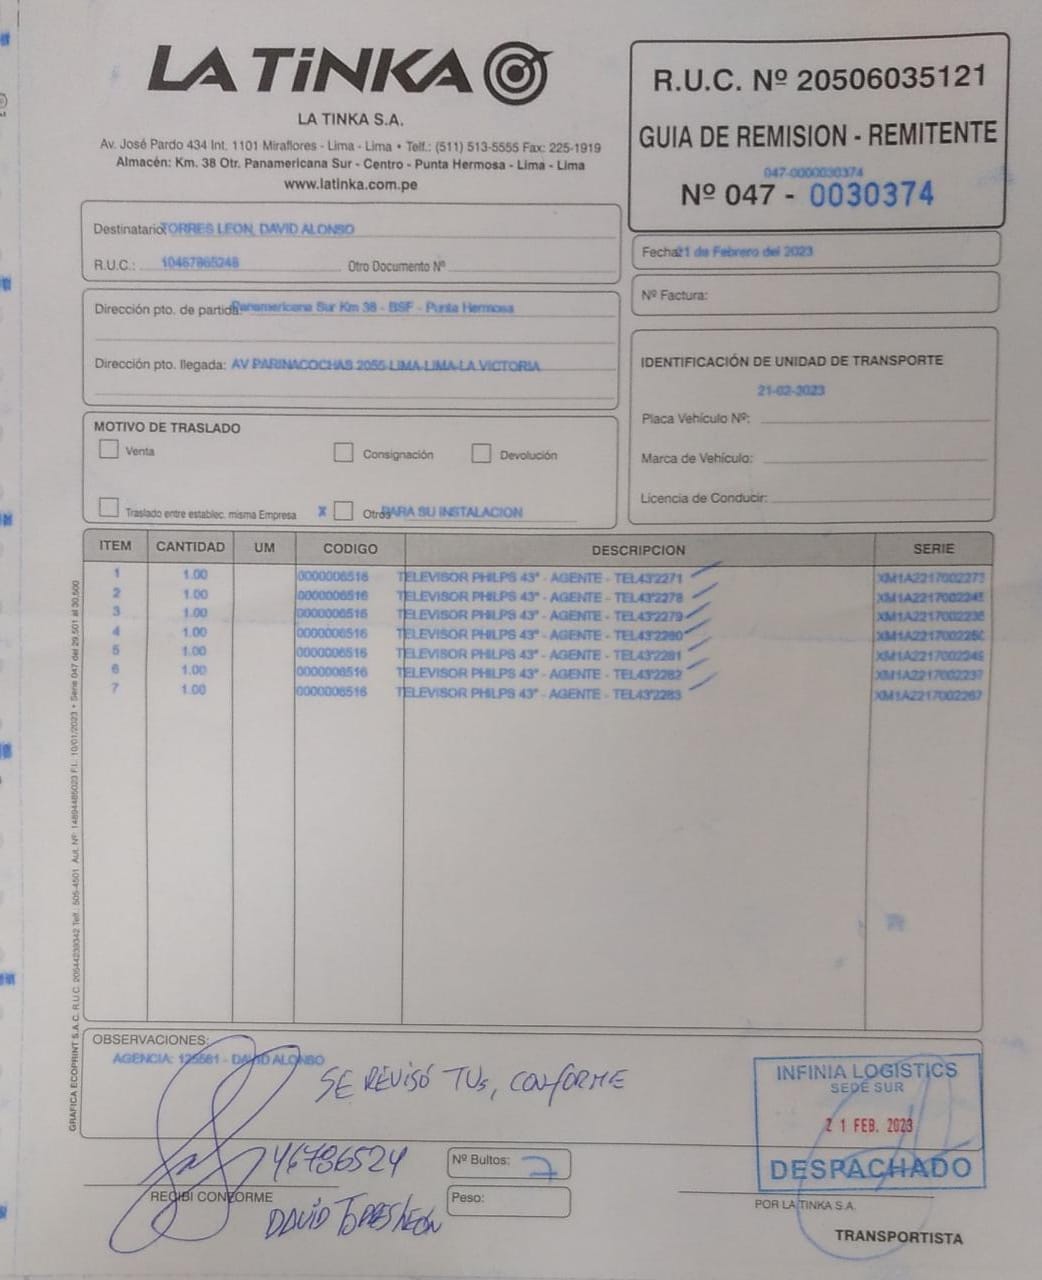 LA TiNKA
LA TINKA S.A.
Av. José Pardo 434 Int. 1101 Miraflores - Lima - Lima • Telf.: (511) 513-5555 Fax: 225-1919
Almacén: Km. 38 Otr. Panamericana Sur - Centro - Punta Hermosa - Lima - Lima
www.latinka.com.pe
R.U.C. Nº 20506035121
GUIA DE REMISION - REMITENTE
047-0000030374
Nº 047 - 0030374
Destinatario: TORRES LEON, DAVID ALONSO
R.U.C.: 10467865248 Otro Documento Nº
Fecha: 21 de Febrero del 2023
Nº Factura:
Dirección pto. de partida: Panamericana Sur Km 38 - BSF - Punta Hermosa
Dirección pto. llegada: AV PARINACOCHAS 2055-LIMA-LIMA-LA VICTORIA
IDENTIFICACIÓN DE UNIDAD DE TRANSPORTE
21-02-2023
Placa Vehículo Nº:
Marca de Vehículo:
Licencia de Conducir:
MOTIVO DE TRASLADO
Venta Consignación Devolución
Traslado entre establec. misma Empresa X Otros PARA SU INSTALACION
ITEM CANTIDAD UM CODIGO DESCRIPCION SERIE
1 1.00 0000006516 TELEVISOR PHILPS 43" - AGENTE - TEL43'2271 XM1A2217002273
2 1.00 0000006516 TELEVISOR PHILPS 43" - AGENTE - TEL43'2278
3 1.00 0000006516 TELEVISOR PHILPS 43" - AGENTE - TEL43'2279
4 1.00 0000006516 TELEVISOR PHILPS 43" - AGENTE - TEL43'2280
5 1.00 0000006516 TELEVISOR PHILPS 43" - AGENTE - TEL43'2281
6 1.00 0000006516 TELEVISOR PHILPS 43" - AGENTE - TEL43'2282 XM1A2217002237
7 1.00 0000006516 TELEVISOR PHILPS 43" - AGENTE - TEL43'2283 XM1A2217002267
GRAFICA ECOPRINT S.A.C. R.U.C. 20544239342 Telf.: 505-4501 Aut. Nº: 14894485023 F.I.: 10/01/2023 • Serie 047 del 29,501 al 30,500
OBSERVACIONES:
AGENCIA: 125561 - DAVID ALONSO
SE REVISÓ TVs, CONFORME
INFINIA LOGISTICS
SEDE SUR
21 FEB. 2023
DESPACHADO
46786524
Nº Bultos: 7
RECIBI CONFORME
DAVID TORRES LEÓN
Peso:
POR LA TINKA S.A.
TRANSPORTISTA